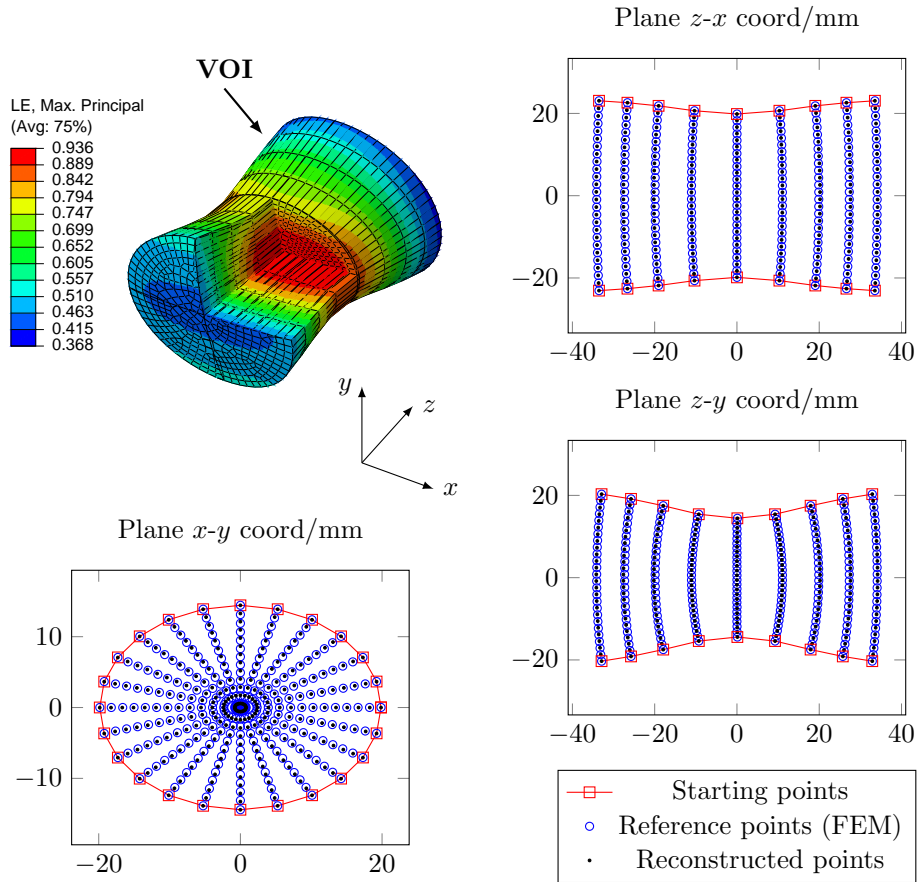 VOI
LE, Max. Principal
(Avg: 75%)
0.936
0.889
0.842
0.794
0.747
0.699
0.652
0.605
0.557
0.510
0.463
0.415
0.368
y
z
x
Plane z-x coord/mm
20
0
−20
−40 −20 0 20 40
Plane z-y coord/mm
20
0
−20
−40 −20 0 20 40
Plane x-y coord/mm
10
0
−10
−20 0 20
Starting points
Reference points (FEM)
Reconstructed points